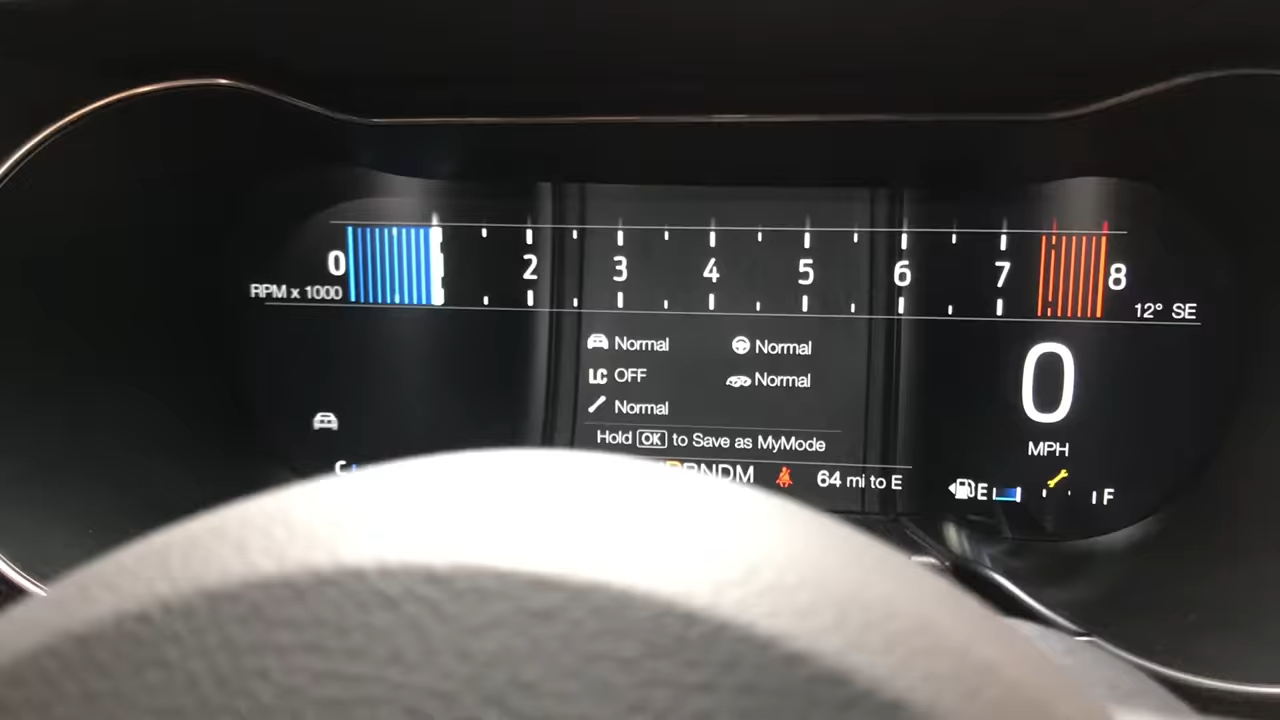 0 2 3 4 5 6 7 8
RPM x 1000
12° SE
Normal Normal
LC OFF Normal
Normal
0
MPH
Hold OK to Save as MyMode
RNDM 64 mi to E
E F